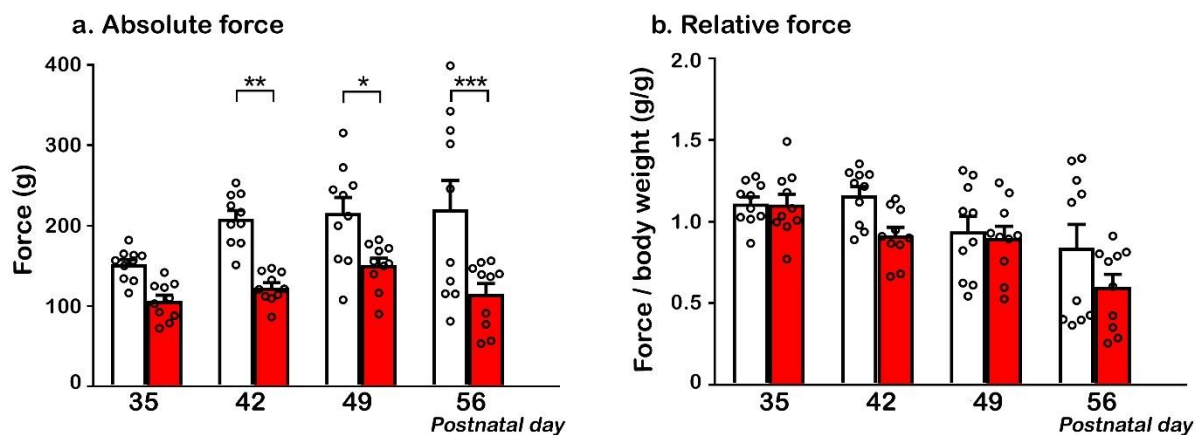 a. Absolute force
Force (g)
400
300
200
100
0
**
*
***
35 42 49 56
Postnatal day
b. Relative force
Force / body weight (g/g)
2.0
1.5
1.0
0.5
0
35 42 49 56
Postnatal day